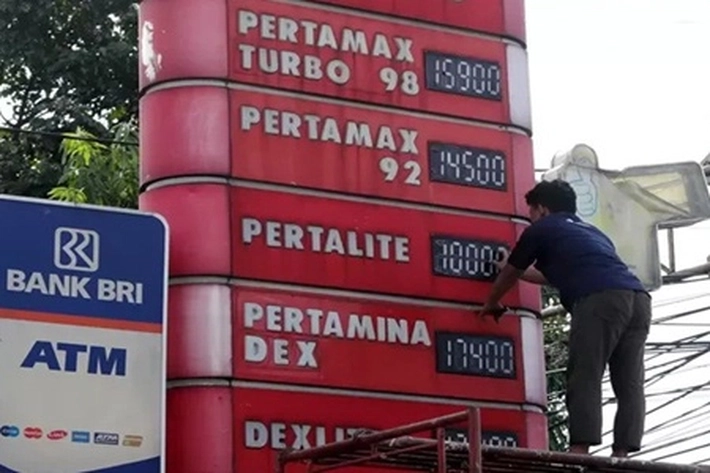 PERTAMAX
TURBO 98 15900
PERTAMAX
92 14500
PERTALITE 10000
PERTAMINA
DEX 17400
BANK BRI
ATM